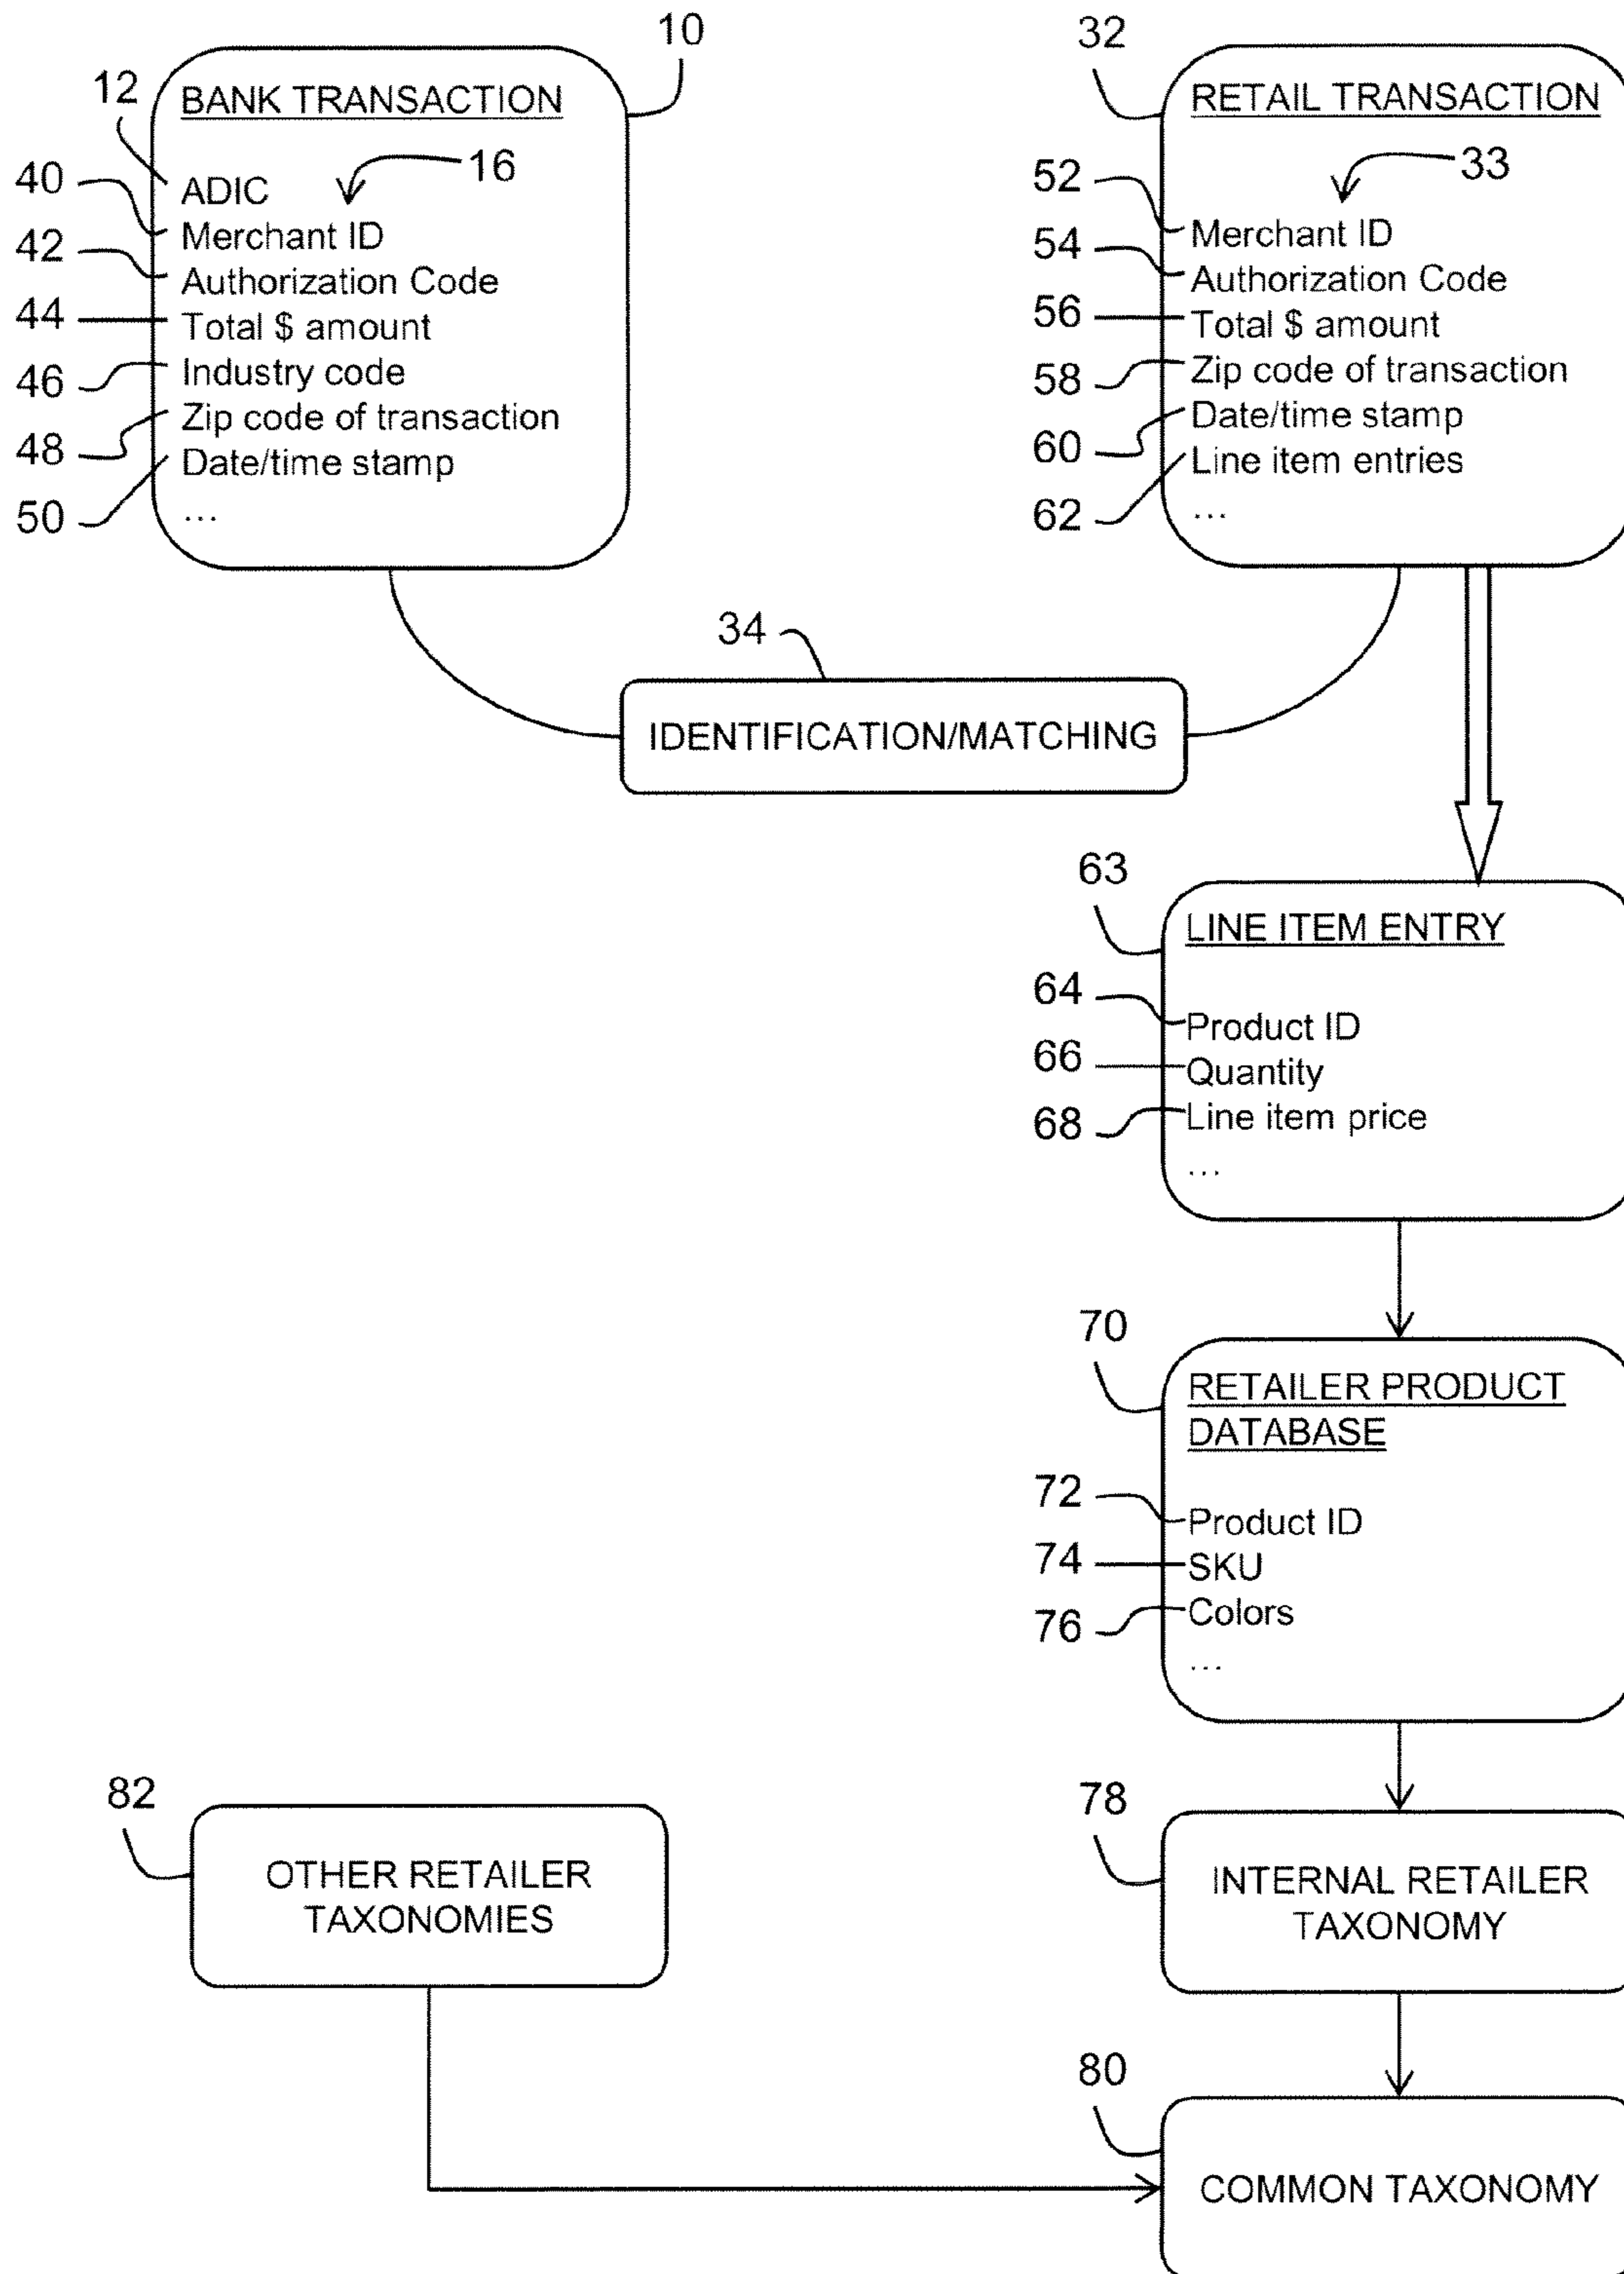 10
12
BANK TRANSACTION
16
ADIC
40
Merchant ID
42
Authorization Code
44
Total $ amount
46
Industry code
48
Zip code of transaction
50
Date/time stamp
...
32
RETAIL TRANSACTION
33
52
Merchant ID
54
Authorization Code
56
Total $ amount
58
Zip code of transaction
60
Date/time stamp
62
Line item entries
...
34
IDENTIFICATION/MATCHING
63
LINE ITEM ENTRY
64
Product ID
66
Quantity
68
Line item price
...
70
RETAILER PRODUCT
DATABASE
72
Product ID
74
SKU
76
Colors
...
82
OTHER RETAILER
TAXONOMIES
78
INTERNAL RETAILER
TAXONOMY
80
COMMON TAXONOMY